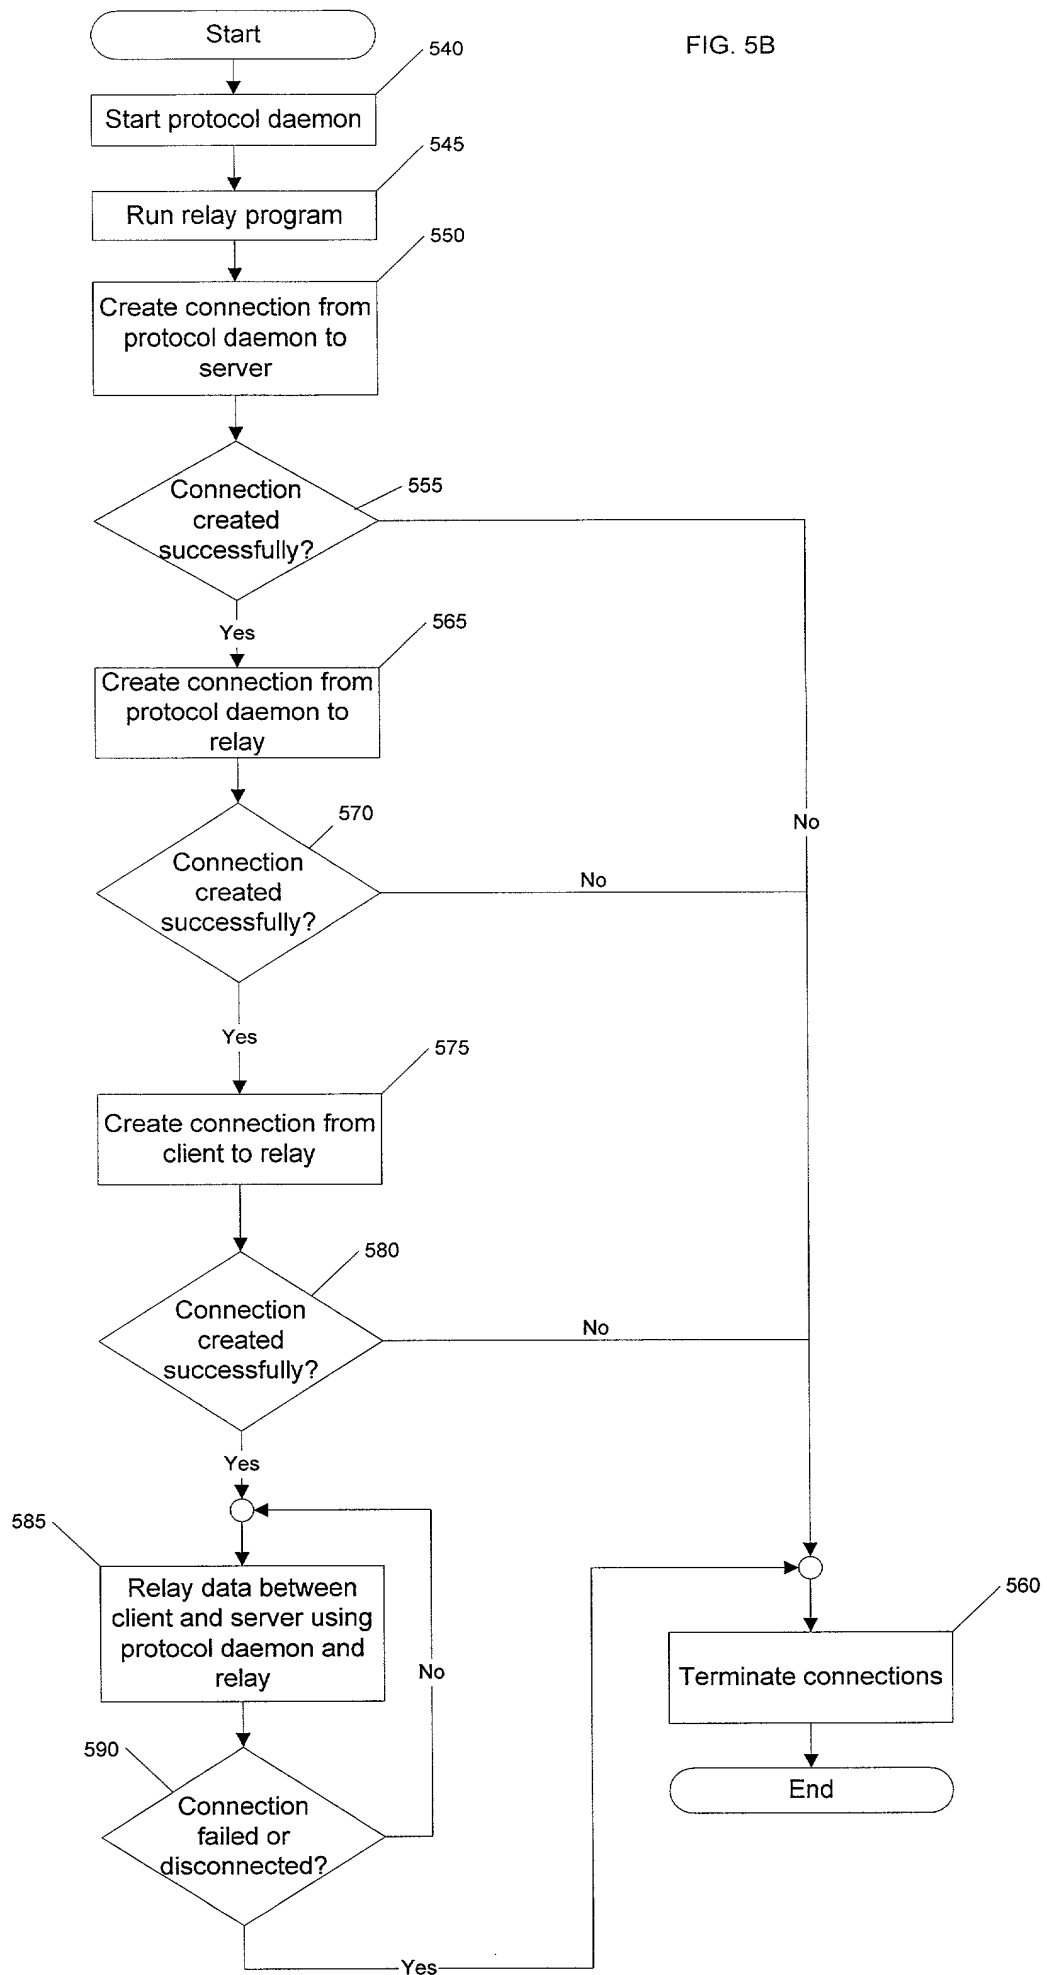 Start
FIG. 5B
540
Start protocol daemon
545
Run relay program
550
Create connection from
protocol daemon to
server
555
Connection
created
successfully?
Yes
565
Create connection from
protocol daemon to
relay
570
Connection
created
successfully?
No
No
Yes
575
Create connection from
client to relay
580
Connection
created
successfully?
No
Yes
585
Relay data between
client and server using
protocol daemon and
relay
No
560
Terminate connections
590
Connection
failed or
disconnected?
End
Yes